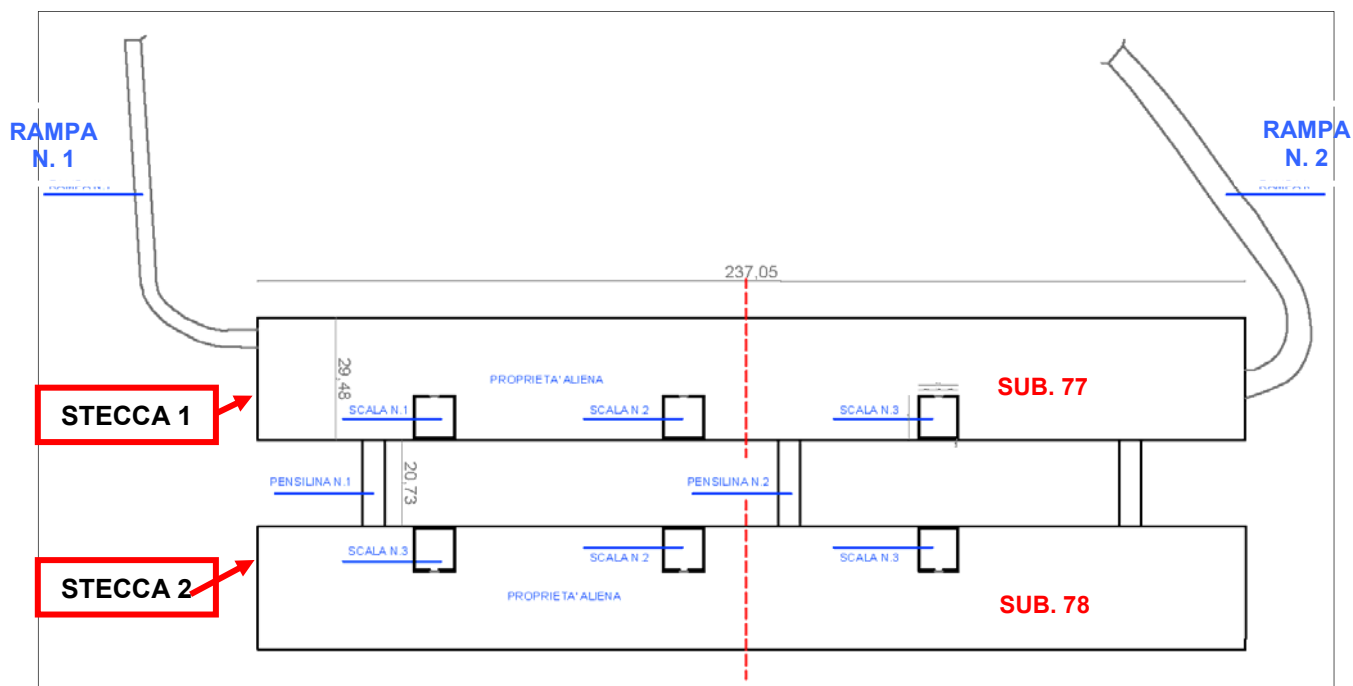 RAMPA
N. 1
RAMPA N.1
RAMPA
N. 2
237,05
29,48
PROPRIETA' ALIENA
SUB. 77
STECCA 1
SCALA N.1
SCALA N.2
SCALA N.3
PENSILINA N.1
20,73
PENSILINA N.2
SCALA N.3
SCALA N.2
SCALA N.3
STECCA 2
PROPRIETA' ALIENA
SUB. 78